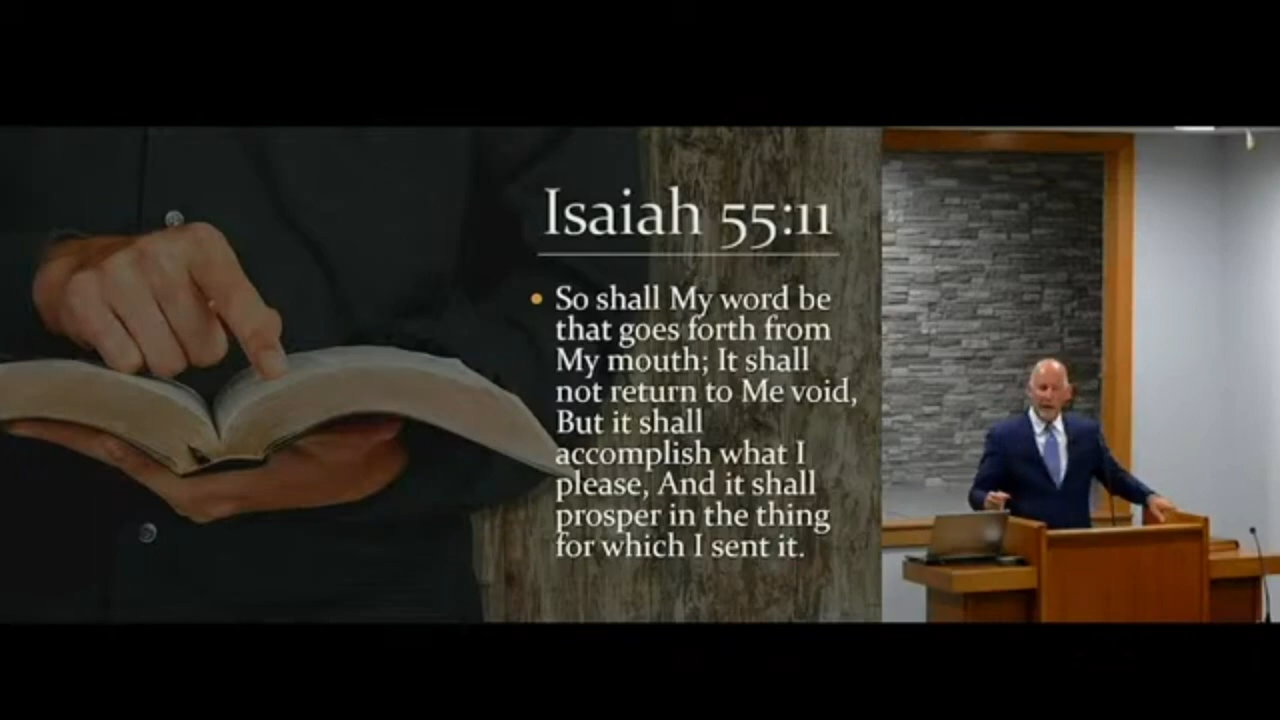 Isaiah 55:11
• So shall My word be
that goes forth from
My mouth; It shall
not return to Me void,
But it shall
accomplish what I
please, And it shall
prosper in the thing
for which I sent it.